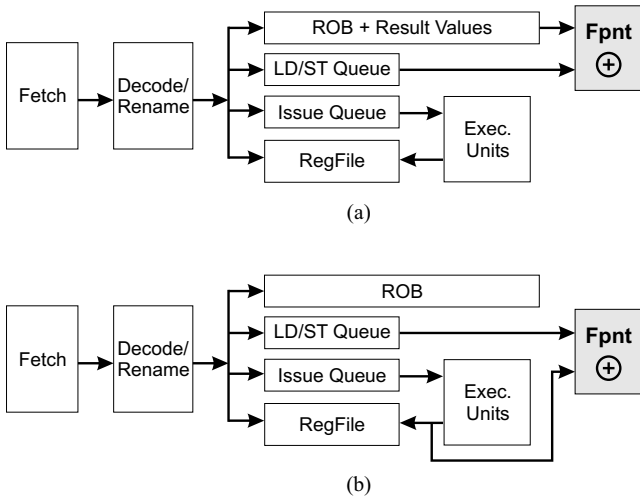 ROB + Result Values
Fpnt
Fetch
Decode/
Rename
LD/ST Queue
Issue Queue
Exec.
Units
RegFile
(a)
ROB
Fpnt
Fetch
Decode/
Rename
LD/ST Queue
Issue Queue
Exec.
Units
RegFile
(b)